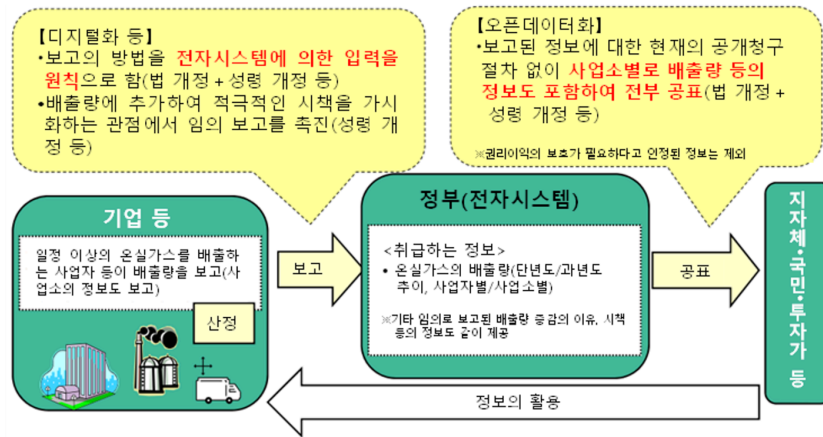 【디지털화 등】
•보고의 방법을 전자시스템에 의한 입력을
원칙으로 함(법 개정+성령 개정 등)
•배출량에 추가하여 적극적인 시책을 가시
화하는 관점에서 임의 보고를 촉진(성령 개
정 등)
【오픈데이터화】
•보고된 정보에 대한 현재의 공개청구
절차 없이 사업소별로 배출량 등의
정보도 포함하여 전부 공표(법 개정+
성령 개정 등)
※권리이익의 보호가 필요하다고 인정된 정보는 제외
기업 등
일정 이상의 온실가스를 배출하
는 사업자 등이 배출량을 보고(사
업소의 정보도 보고)
산정
보고
정부(전자시스템)
<취급하는 정보>
• 온실가스의 배출량(단년도/과년도
추이, 사업자별/사업소별)
※기타 임의로 보고된 배출량 증감의 이유, 시책
등의 정보도 같이 제공
공표
지자체·국민·투자가 등
정보의 활용